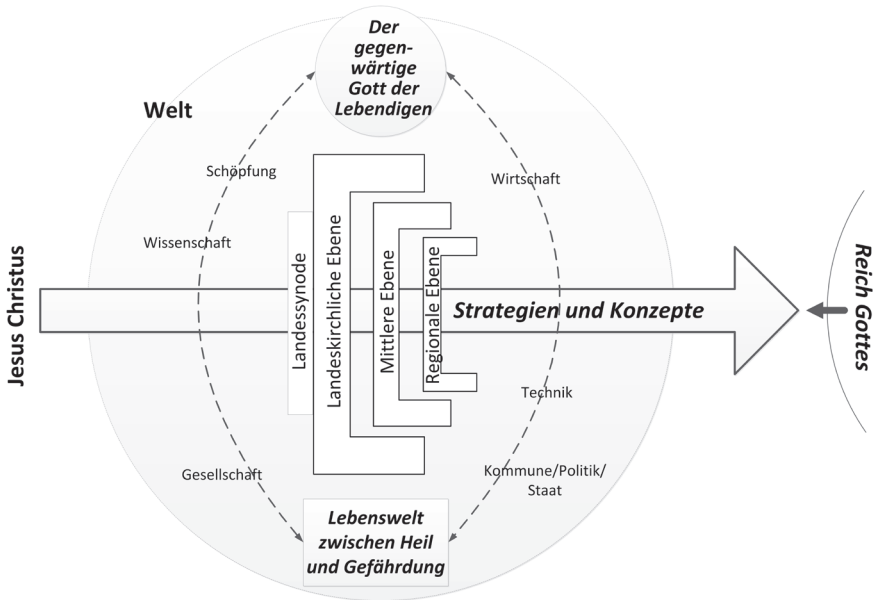 Der
gegen-
wärtige
Gott der
Lebendigen
Welt
Schöpfung
Wirtschaft
Wissenschaft
Jesus Christus
Landessynode
Landeskirchliche Ebene
Mittlere Ebene
Regionale Ebene
Strategien und Konzepte
Reich Gottes
Technik
Gesellschaft
Kommune/Politik/
Staat
Lebenswelt
zwischen Heil
und Gefährdung